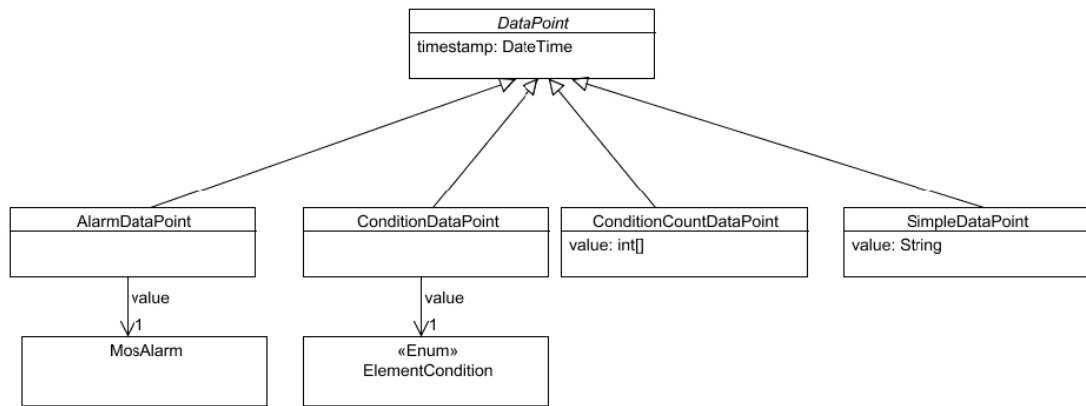 DataPoint
timestamp: DateTime
AlarmDataPoint
ConditionDataPoint
ConditionCountDataPoint
value: int[]
SimpleDataPoint
value: String
value
1
value
1
MosAlarm
«Enum»
ElementCondition